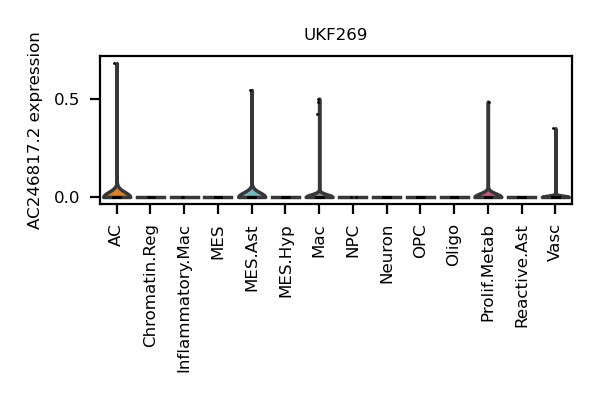 UKF269
AC246817.2 expression
0.5
0.0
AC
Chromatin.Reg
Inflammatory.Mac
MES
MES.Ast
MES.Hyp
Mac
NPC
Neuron
OPC
Oligo
Prolif.Metab
Reactive.Ast
Vasc